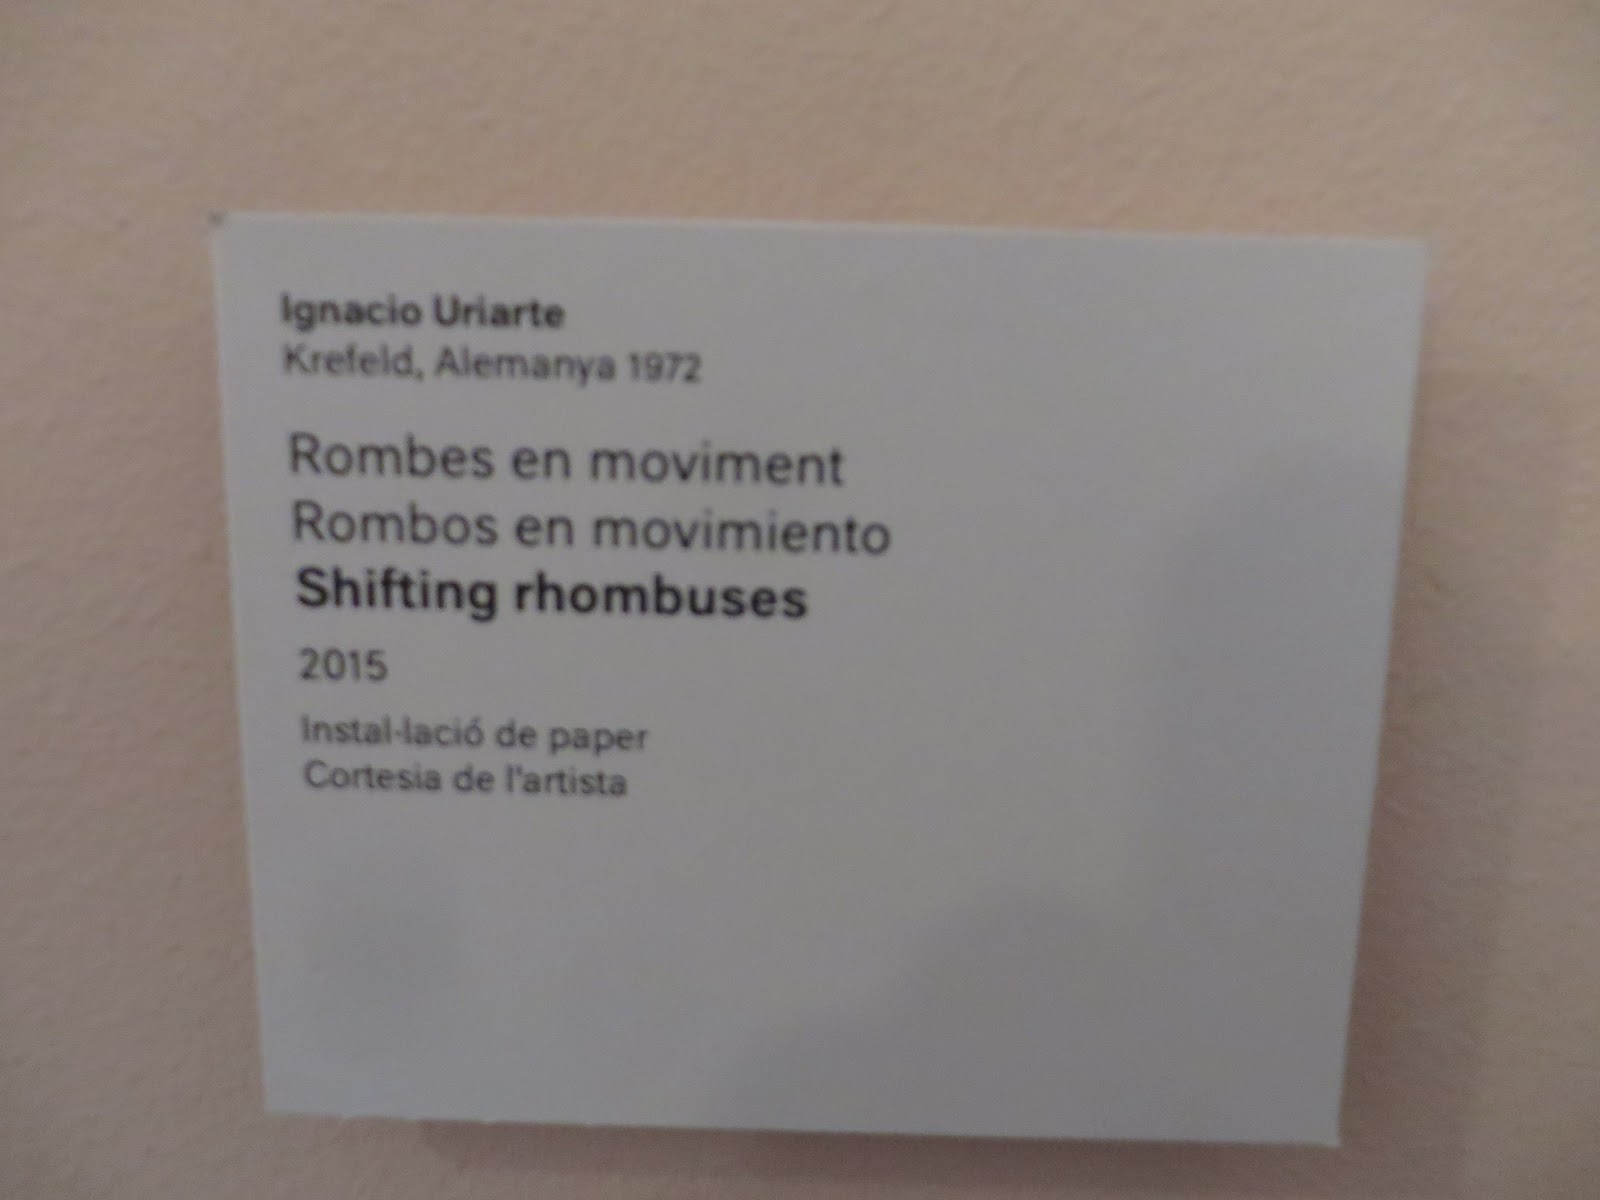 Ignacio Uriarte
Krefeld, Alemanya 1972
Rombes en moviment
Rombos en movimiento
Shifting rhombuses
2015
Instal·lació de paper
Cortesia de l'artista